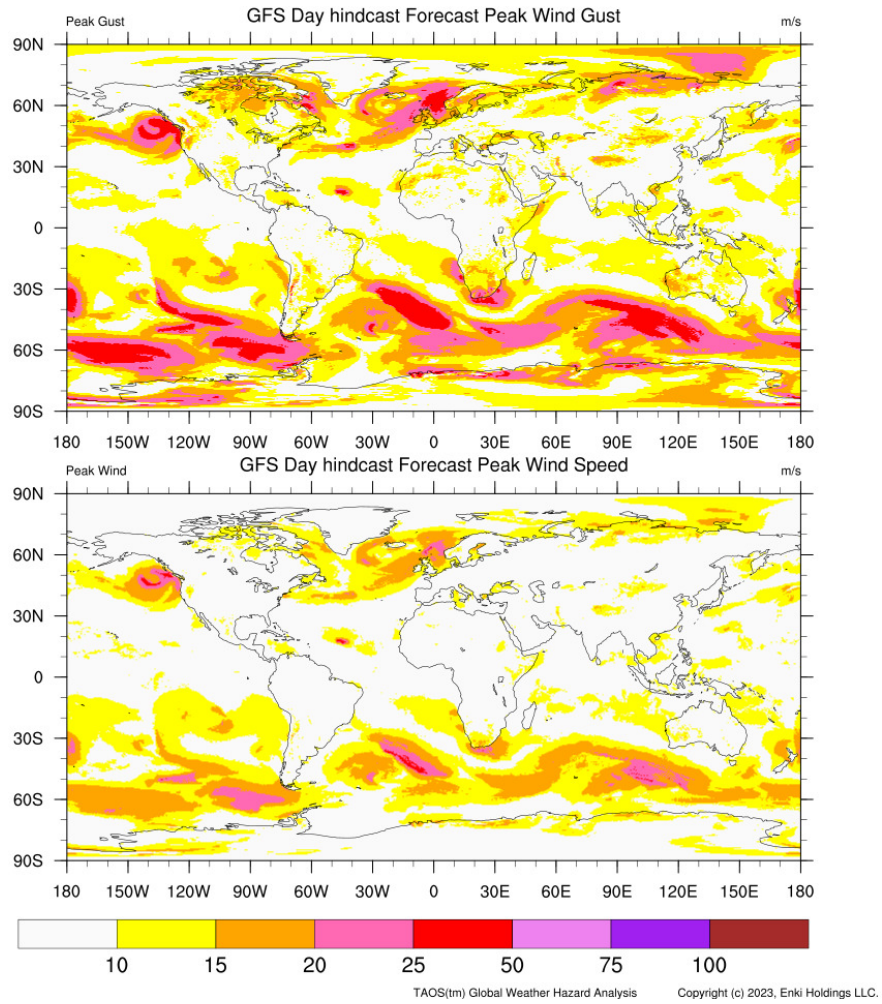 GFS Day hindcast Forecast Peak Wind Gust
Peak Gust m/s
90N
60N
30N
0
30S
60S
90S
180 150W 120W 90W 60W 30W 0 30E 60E 90E 120E 150E 180
GFS Day hindcast Forecast Peak Wind Speed
Peak Wind m/s
90N
60N
30N
0
30S
60S
90S
180 150W 120W 90W 60W 30W 0 30E 60E 90E 120E 150E 180
10 15 20 25 50 75 100
TAOS(tm) Global Weather Hazard Analysis Copyright (c) 2023, Enki Holdings LLC.